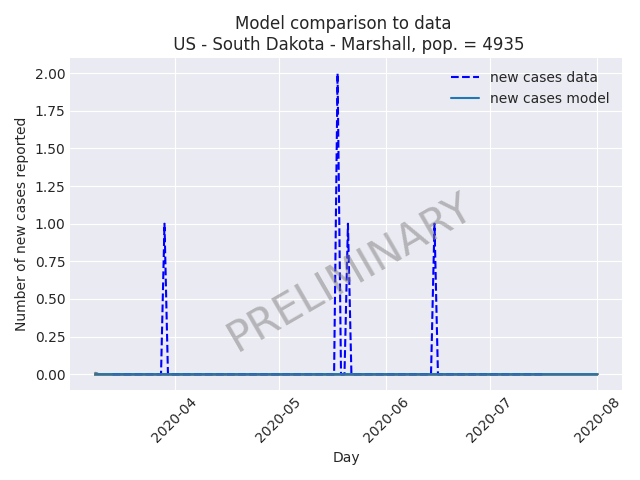 Model comparison to data
US - South Dakota - Marshall, pop. = 4935
new cases data
new cases model
Number of new cases reported
2.00
1.75
1.50
1.25
1.00
0.75
0.50
0.25
0.00
PRELIMINARY
2020-04
2020-05
2020-06
2020-07
2020-08
Day